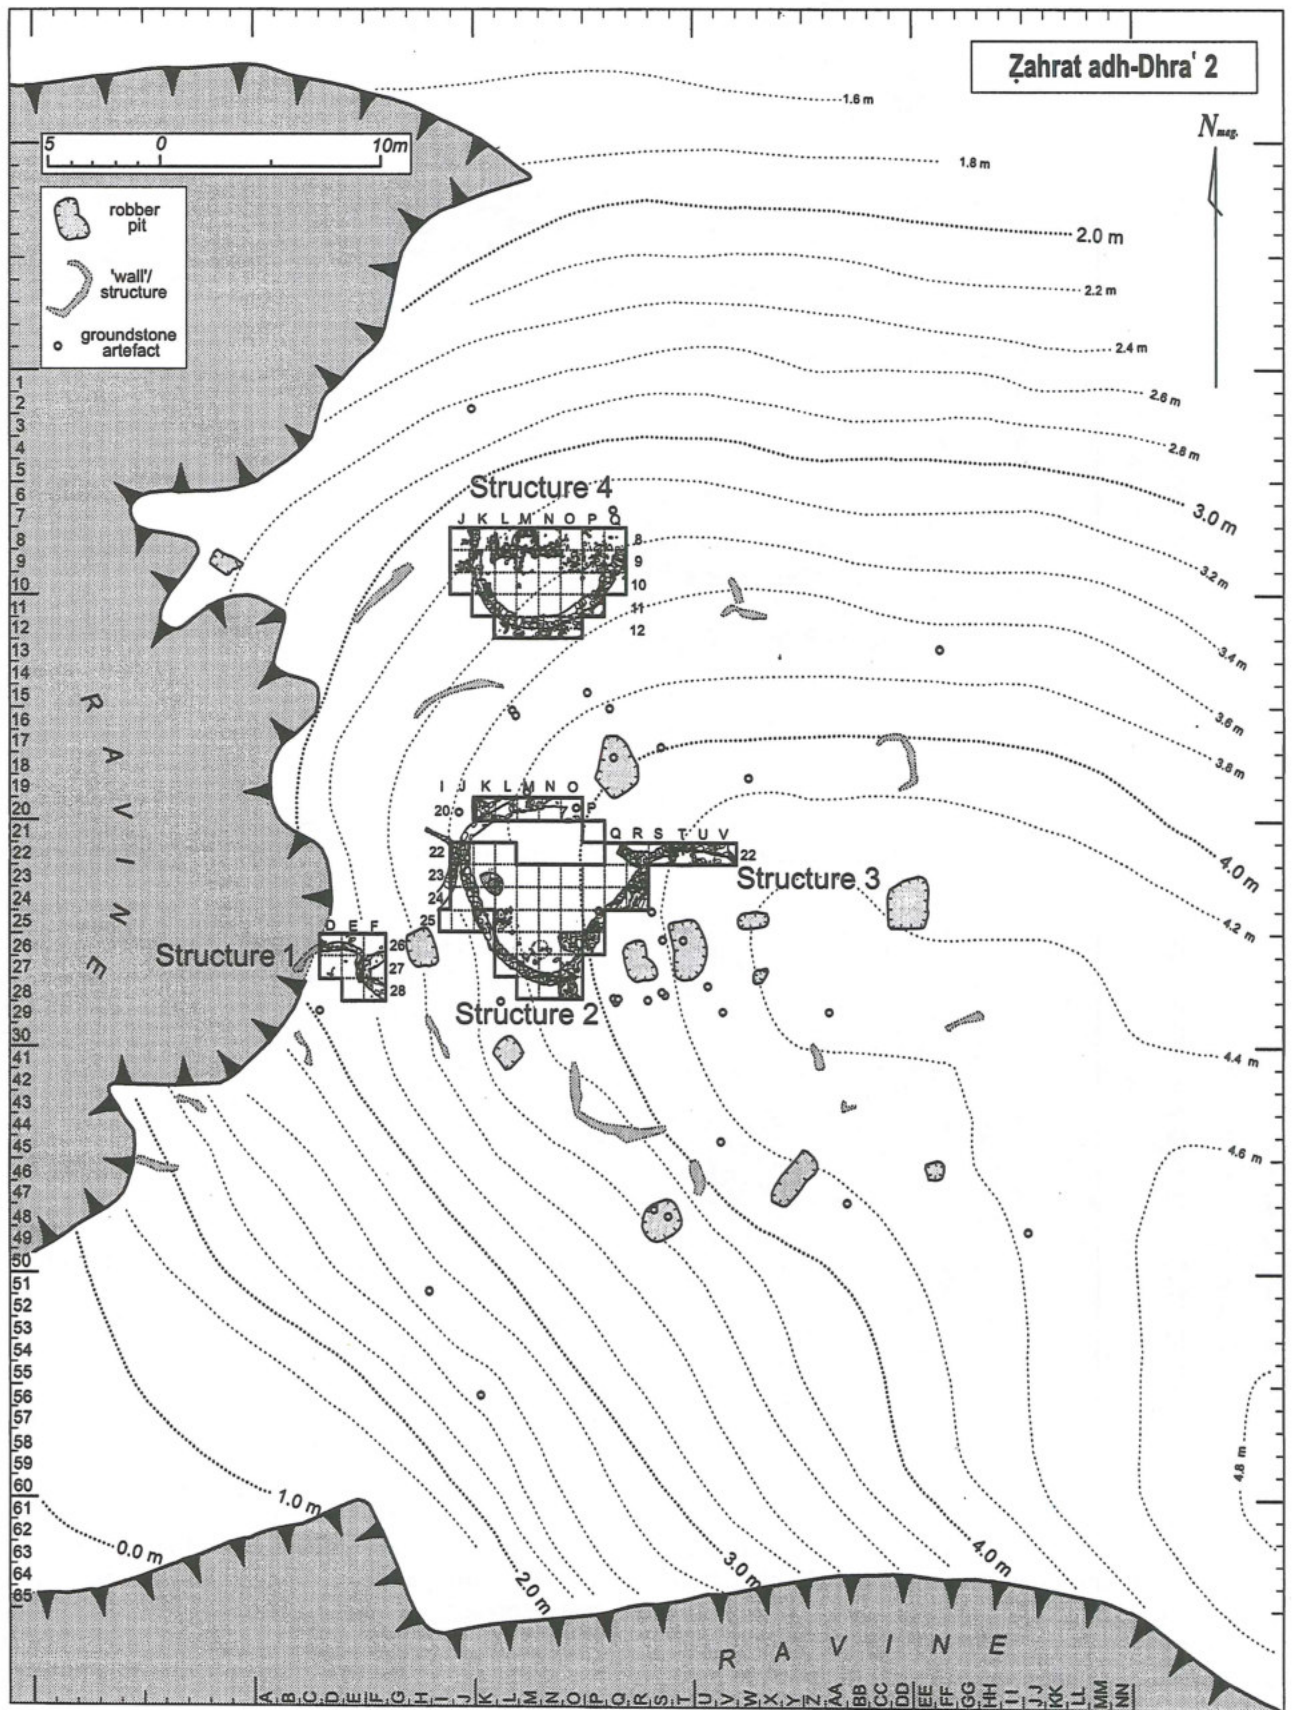 Ẓahrat adh-Dhraʿ 2
N mag.
5 0 10m
robber
pit
'wall'/
structure
groundstone
artefact
1.6 m
1.8 m
2.0 m
2.2 m
2.4 m
2.6 m
2.8 m
3.0 m
3.2 m
3.4 m
3.6 m
3.8 m
4.0 m
4.2 m
4.4 m
4.6 m
4.8 m
Structure 4
J K L M N O P Q
8
9
10
11
12
I J K L M N O P
20
7
Q R S T U V
22
22
23
24
25
Structure 3
D E F
26
27
28
Structure 1
Structure 2
RAVINE
1
2
3
4
5
6
7
8
9
10
11
12
13
14
15
16
17
18
19
20
21
22
23
24
25
26
27
28
29
30
41
42
43
44
45
46
47
48
49
50
51
52
53
54
55
56
57
58
59
60
61
62
63
64
65
0.0 m
1.0 m
2.0 m
3.0 m
4.0 m
RAVINE
A B C D E F G H I J K L M N O P Q R S T U V W X Y Z AA BB CC DD EE FF GG HH II JJ KK LL MM NN